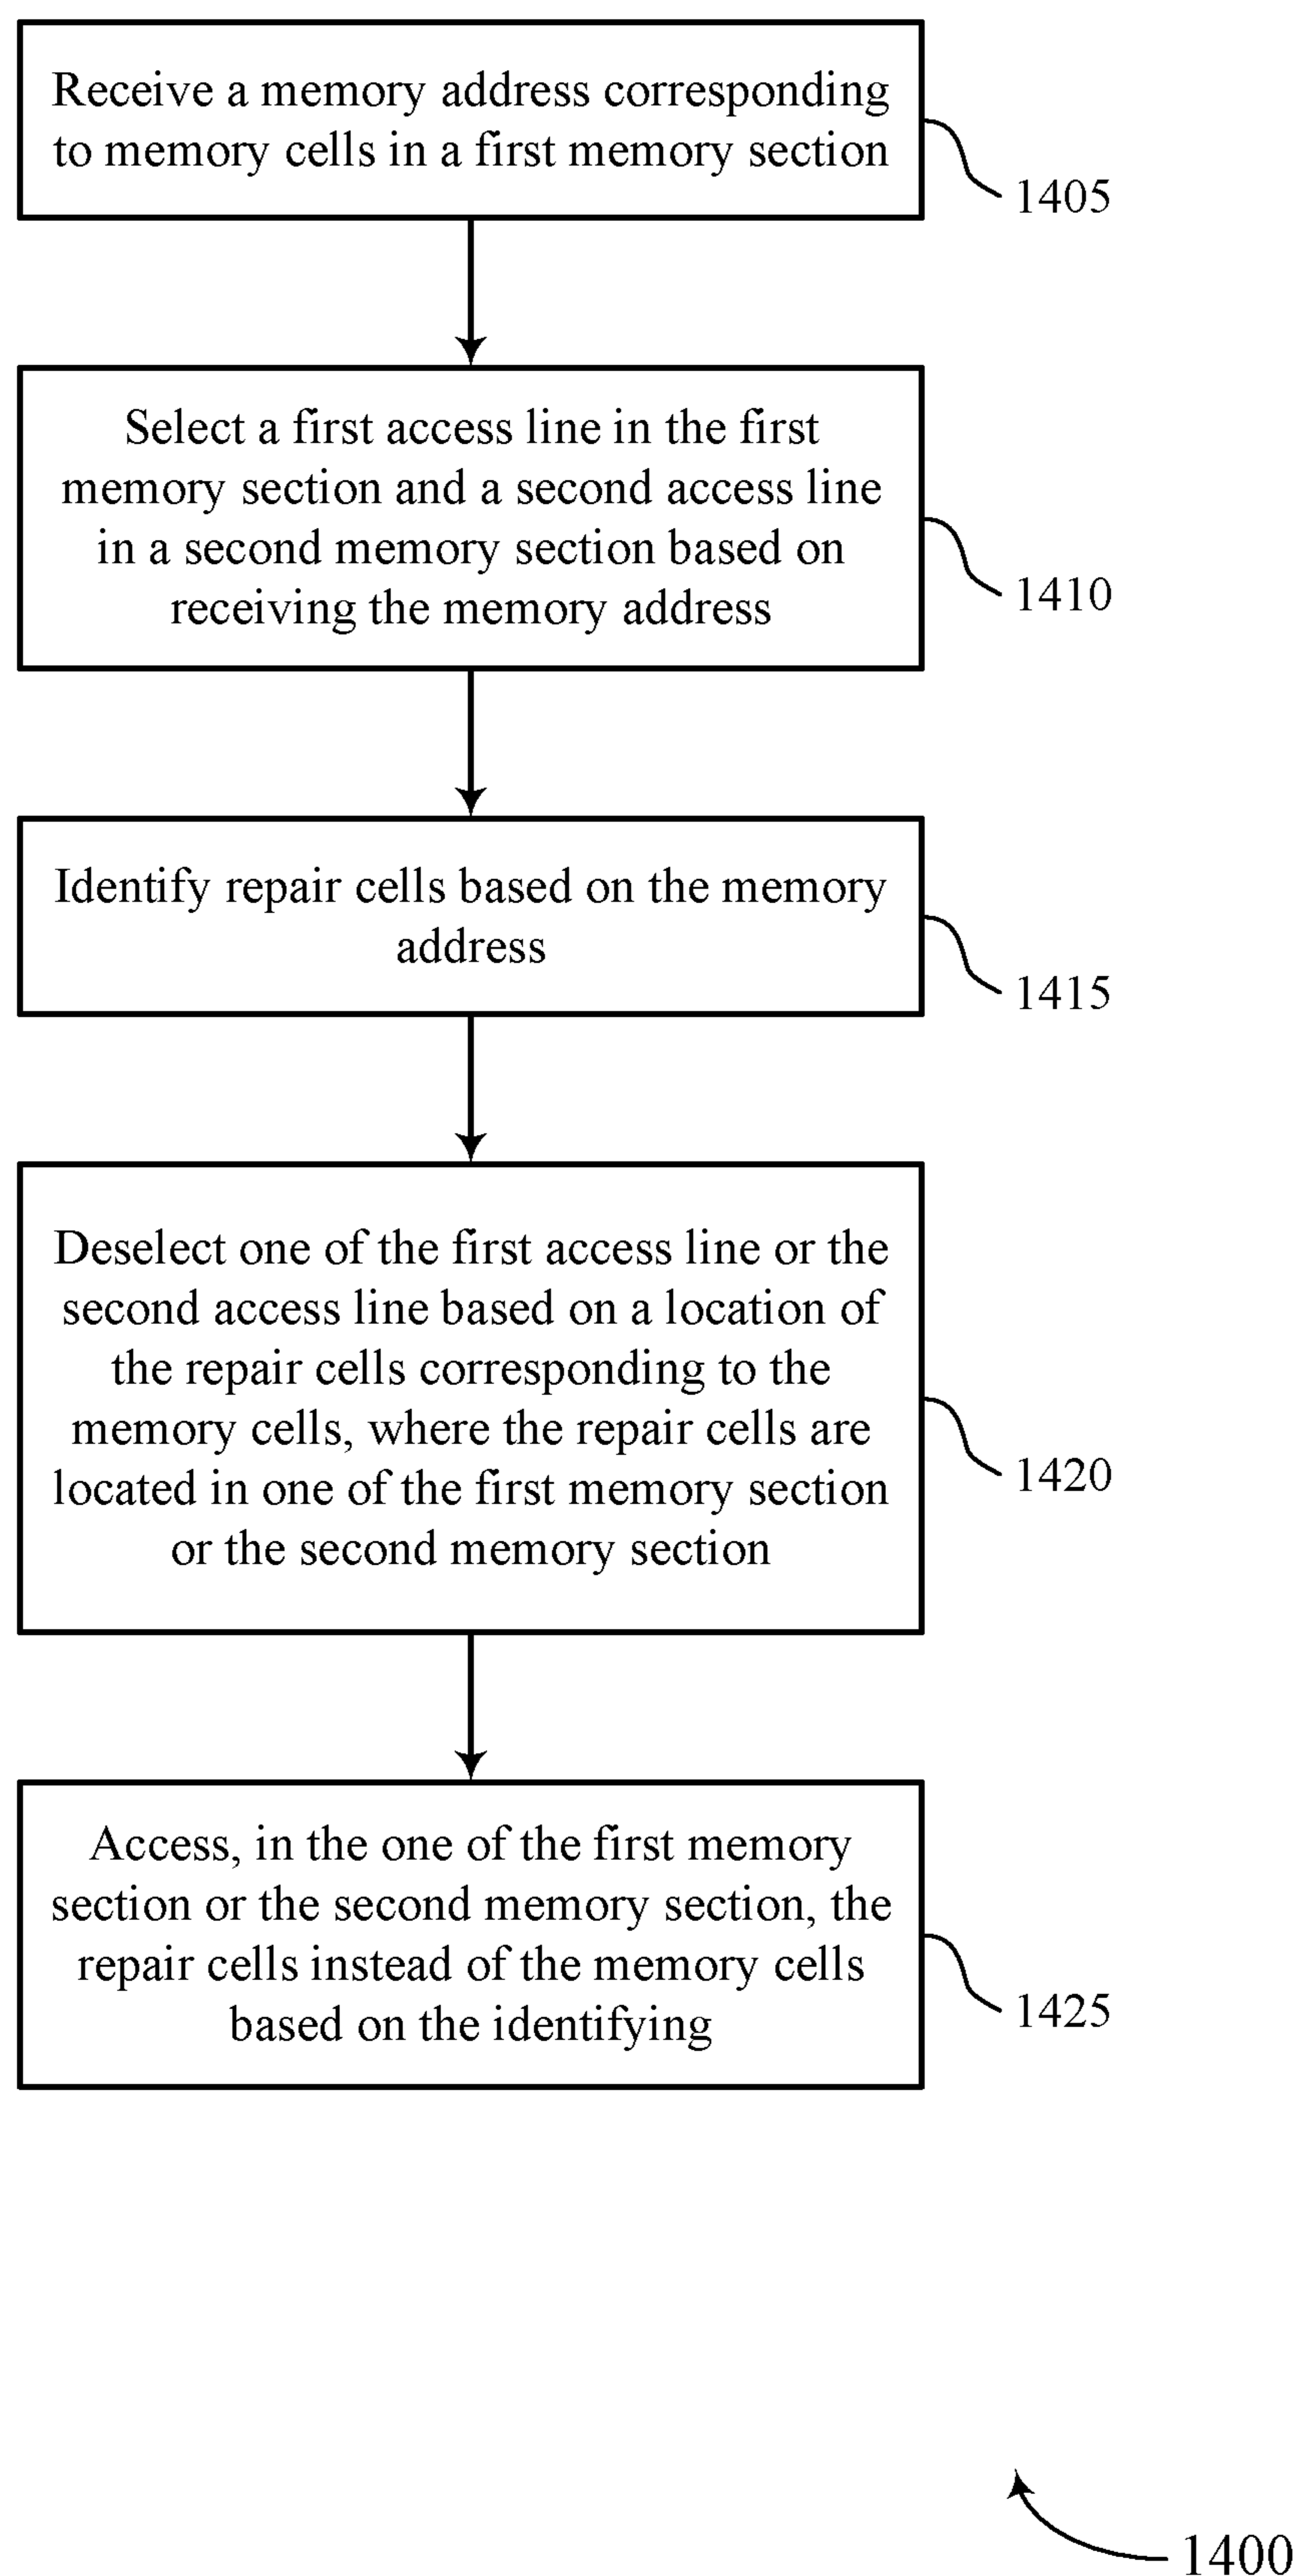 Receive a memory address corresponding
to memory cells in a first memory section
1405
Select a first access line in the first
memory section and a second access line
in a second memory section based on
receiving the memory address
1410
Identify repair cells based on the memory
address
1415
Deselect one of the first access line or the
second access line based on a location of
the repair cells corresponding to the
memory cells, where the repair cells are
located in one of the first memory section
or the second memory section
1420
Access, in the one of the first memory
section or the second memory section, the
repair cells instead of the memory cells
based on the identifying
1425
1400